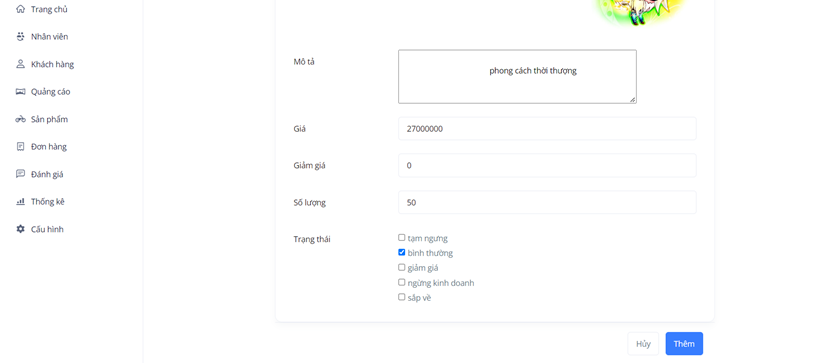 Trang chủ
Nhân viên
Khách hàng
Quảng cáo
Sản phẩm
Đơn hàng
Đánh giá
Thống kê
Cấu hình
Mô tả
phong cách thời thượng
Giá
27000000
Giảm giá
0
Số lượng
50
Trạng thái
tạm ngưng
bình thường
giảm giá
ngừng kinh doanh
sắp về
Hủy
Thêm